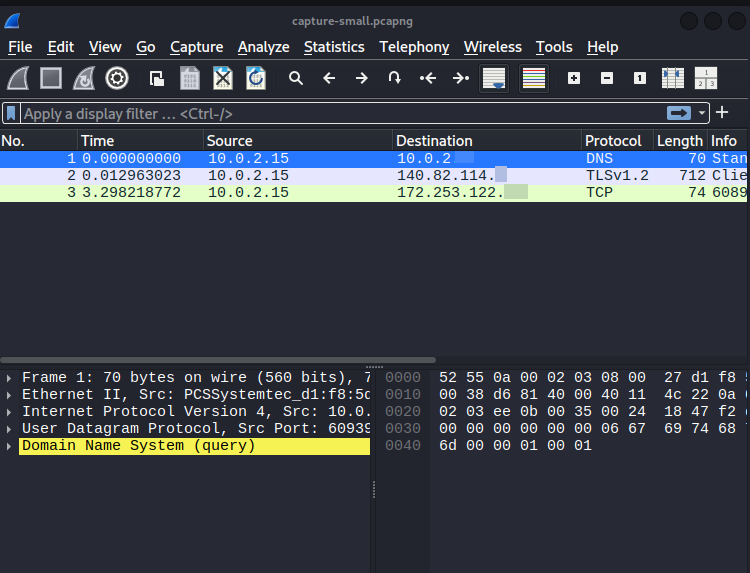 capture-small.pcapng
File Edit View Go Capture Analyze Statistics Telephony Wireless Tools Help
Apply a display filter … <Ctrl-/>
No. Time Source Destination Protocol Length Info
1 0.000000000 10.0.2.15 10.0.2 DNS 70 Stan
2 0.012963023 10.0.2.15 140.82.114. TLSv1.2 712 Clie
3 3.298218772 10.0.2.15 172.253.122. TCP 74 6089
Frame 1: 70 bytes on wire (560 bits), 7
Ethernet II, Src: PCSSystemtec_d1:f8:5d
Internet Protocol Version 4, Src: 10.0.
User Datagram Protocol, Src Port: 60939
Domain Name System (query)
0000 52 55 0a 00 02 03 08 00 27 d1 f8
0010 00 38 d6 81 40 00 40 11 4c 22 0a
0020 02 03 ee 0b 00 35 00 24 18 47 f2
0030 00 00 00 00 00 00 06 67 69 74 68
0040 6d 00 00 01 00 01